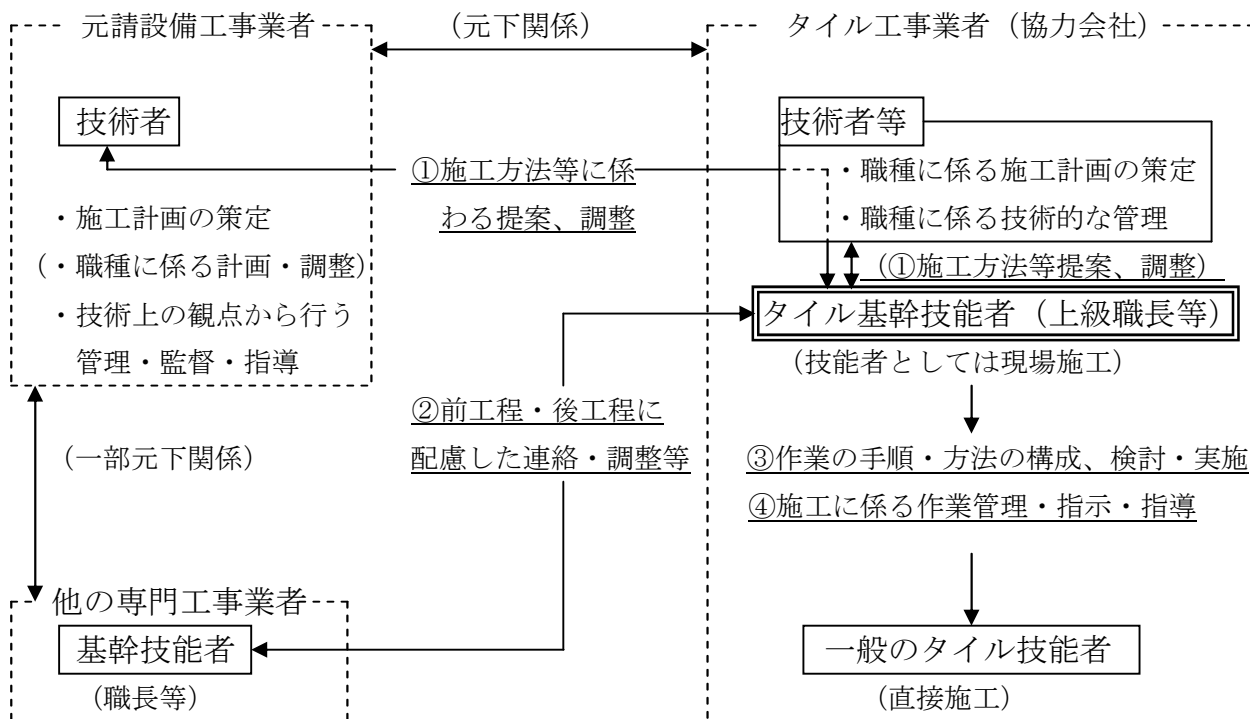 元請設備工事業者
(元下関係)
タイル工事業者（協力会社）
技術者
・施工計画の策定
(・職種に係る計画・調整)
・技術上の観点から行う
管理・監督・指導
①施工方法等に係
わる提案、調整
技術者等
・職種に係る施工計画の策定
・職種に係る技術的な管理
(①施工方法等提案、調整)
タイル基幹技能者（上級職長等）
(技能者としては現場施工)
②前工程・後工程に
配慮した連絡・調整等
(一部元下関係)
③作業の手順・方法の構成、検討・実施
④施工に係る作業管理・指示・指導
他の専門工事業者
基幹技能者
(職長等)
一般のタイル技能者
(直接施工)